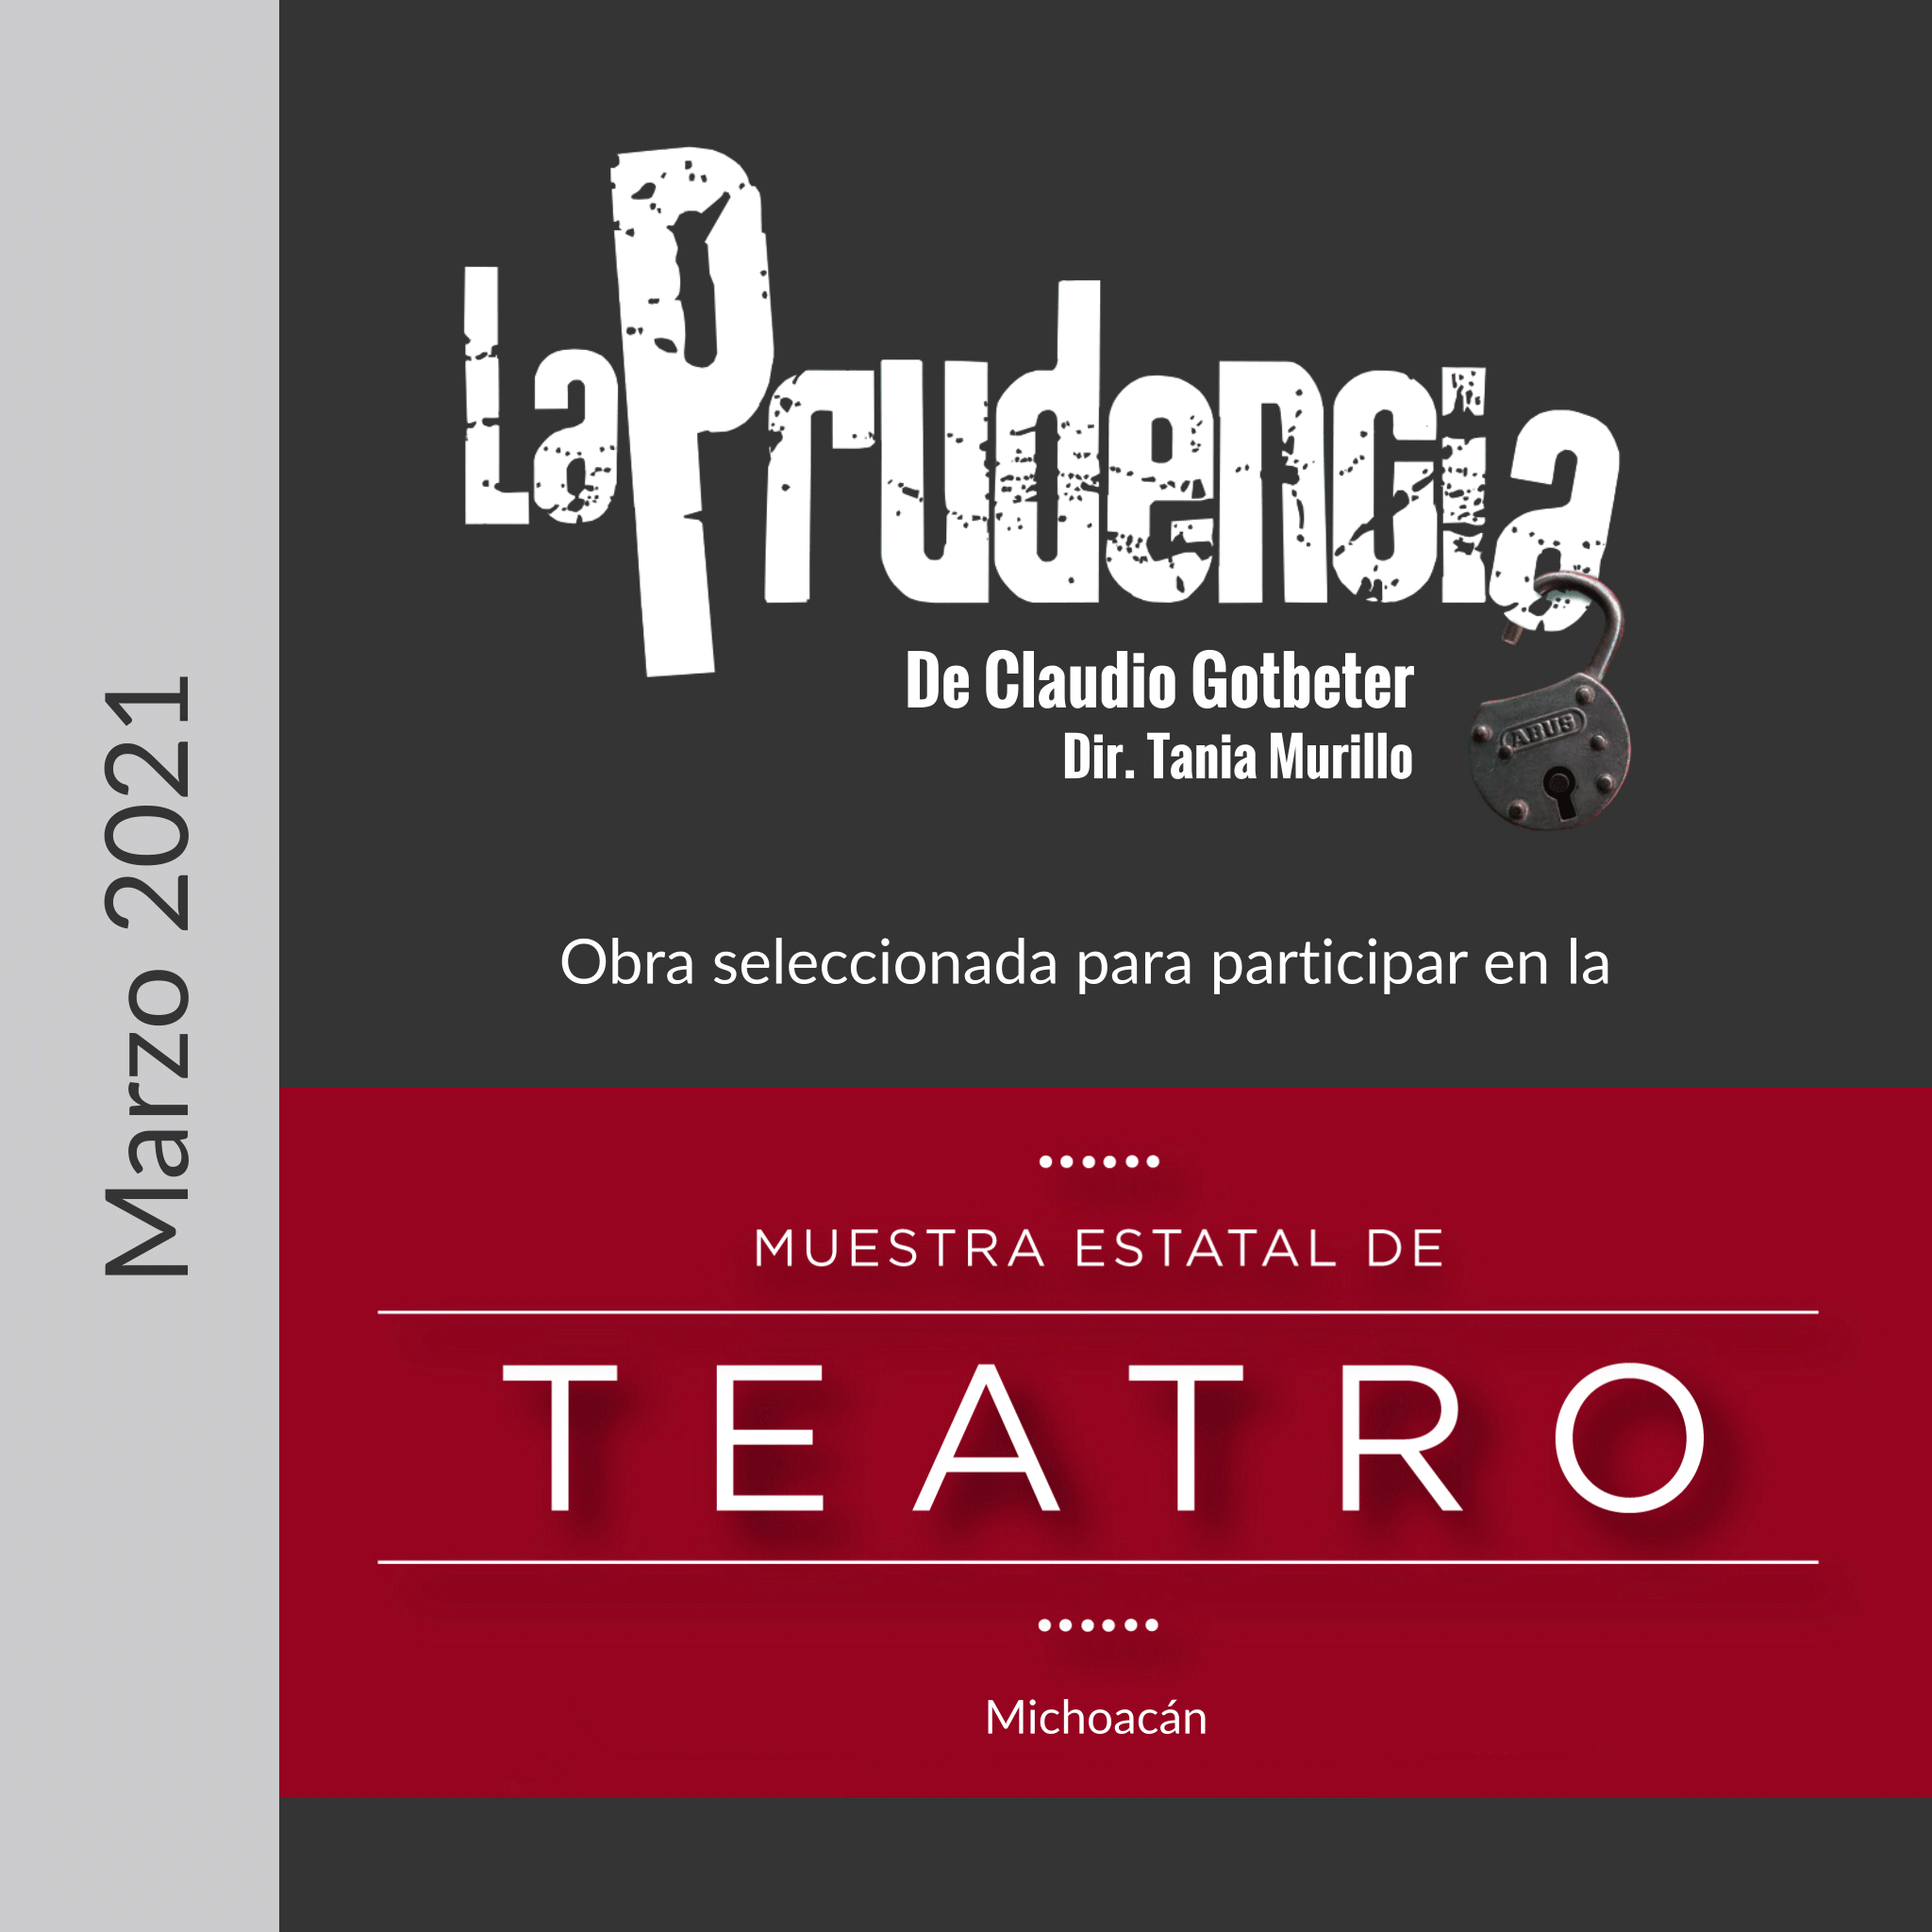 Marzo 2021
La Prudencia
De Claudio Gotbeter
Dir. Tania Murillo
ABUS
Obra seleccionada para participar en la
MUESTRA ESTATAL DE
TEATRO
Michoacán